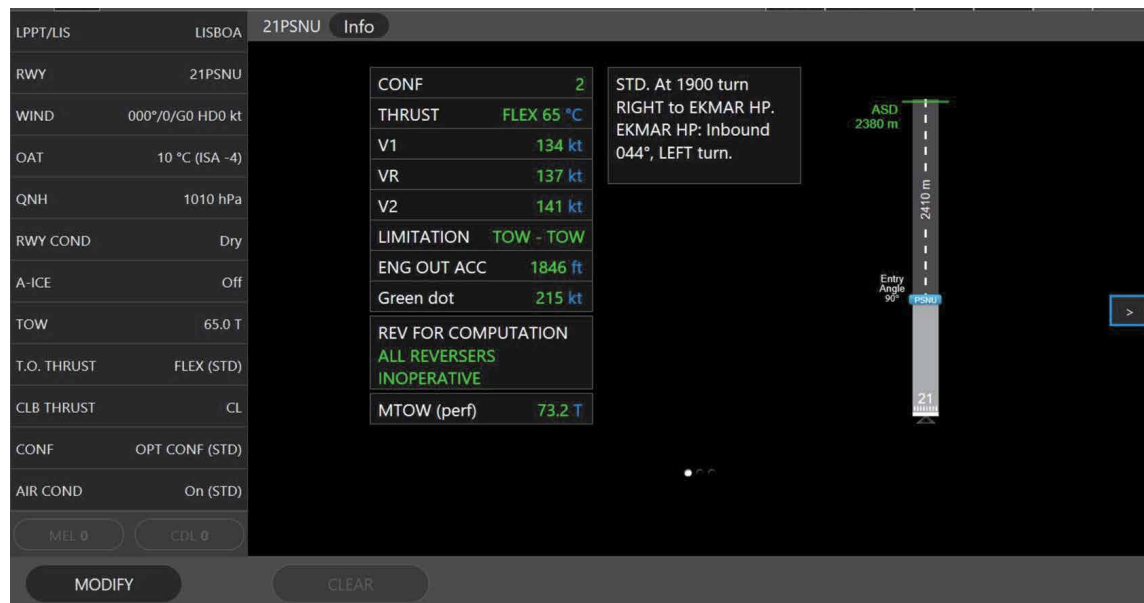 LPPT/LIS LISBOA
RWY 21PSNU
WIND 000°/0/G0 HD0 kt
OAT 10 °C (ISA -4)
QNH 1010 hPa
RWY COND Dry
A-ICE Off
TOW 65.0 T
T.O. THRUST FLEX (STD)
CLB THRUST CL
CONF OPT CONF (STD)
AIR COND On (STD)
MEL 0 CDL 0
MODIFY CLEAR
21PSNU Info
CONF 2
THRUST FLEX 65 °C
V1 134 kt
VR 137 kt
V2 141 kt
LIMITATION TOW - TOW
ENG OUT ACC 1846 ft
Green dot 215 kt
REV FOR COMPUTATION
ALL REVERSERS
INOPERATIVE
MTOW (perf) 73.2 T
STD. At 1900 turn
RIGHT to EKMAR HP.
EKMAR HP: Inbound
044°, LEFT turn.
ASD
2380 m
2410 m
Entry
Angle
90°
PSNU
21
>